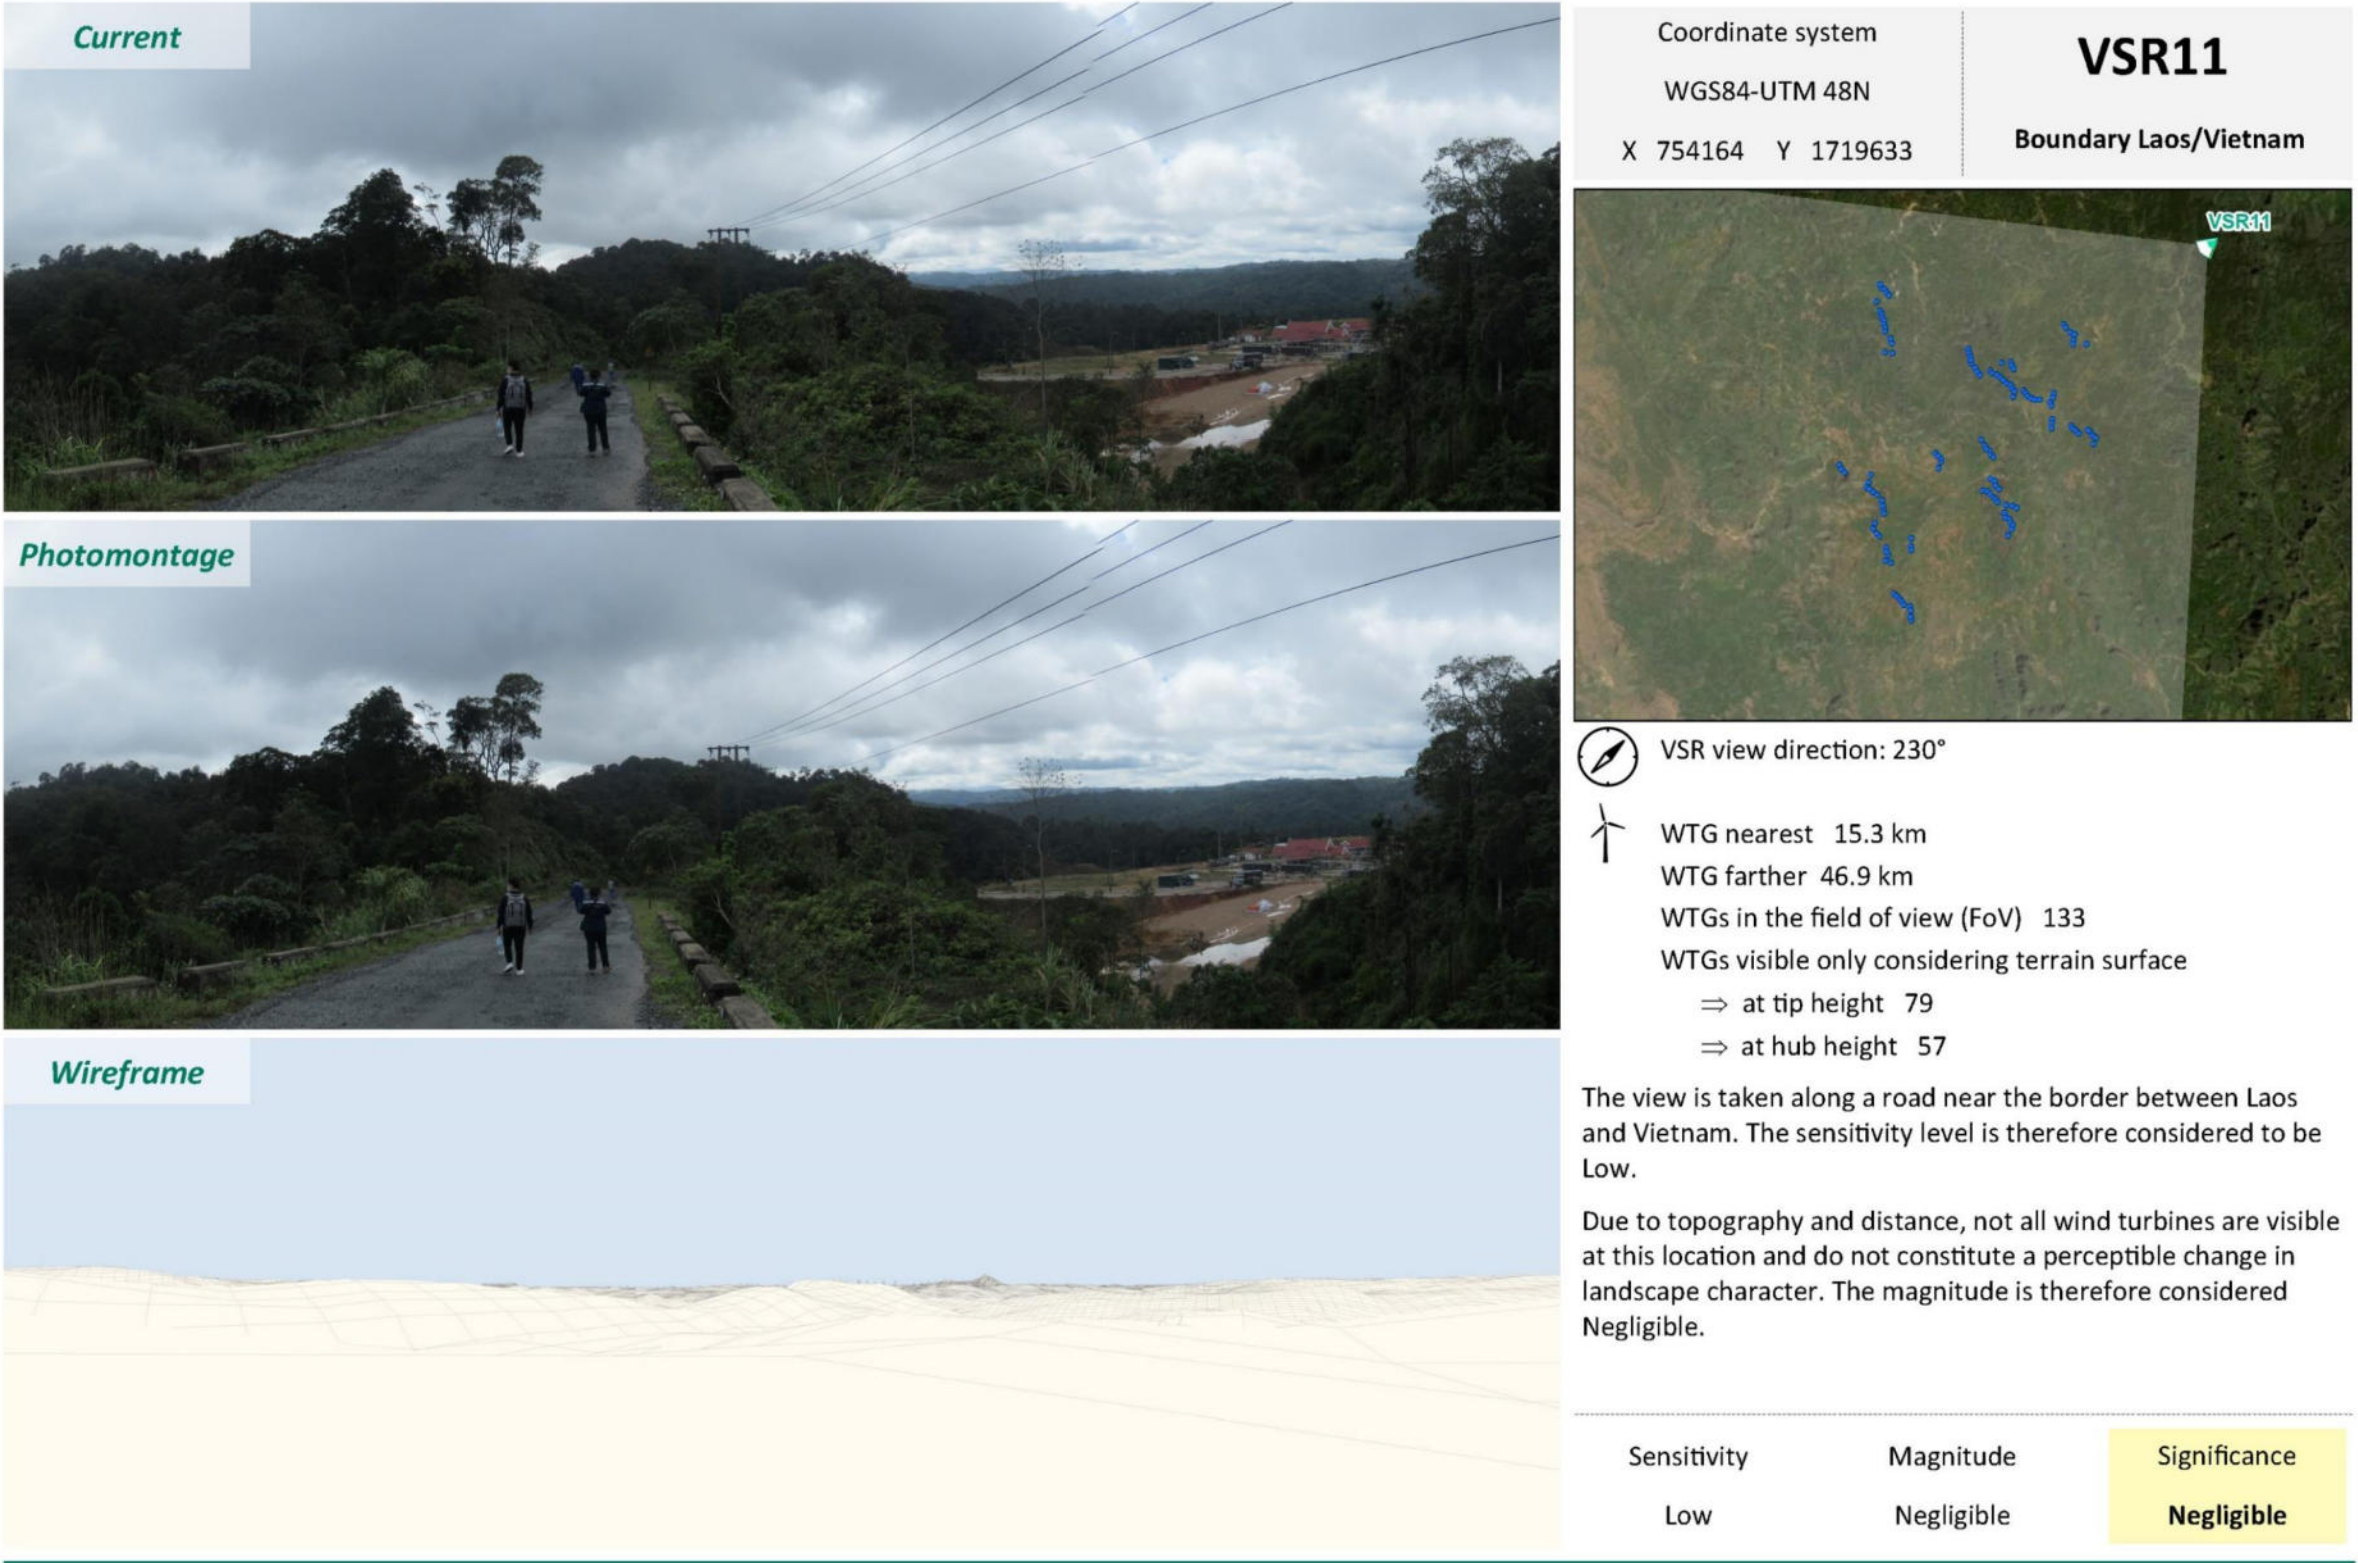 Current
Photomontage
Wireframe
Coordinate system
WGS84-UTM 48N
X 754164 Y 1719633
VSR11
Boundary Laos/Vietnam
VSR11
VSR view direction: 230°
WTG nearest 15.3 km
WTG farther 46.9 km
WTGs in the field of view (FoV) 133
WTGs visible only considering terrain surface
⇒ at tip height 79
⇒ at hub height 57
The view is taken along a road near the border between Laos
and Vietnam. The sensitivity level is therefore considered to be
Low.
Due to topography and distance, not all wind turbines are visible
at this location and do not constitute a perceptible change in
landscape character. The magnitude is therefore considered
Negligible.
Sensitivity Magnitude Significance
Low Negligible Negligible